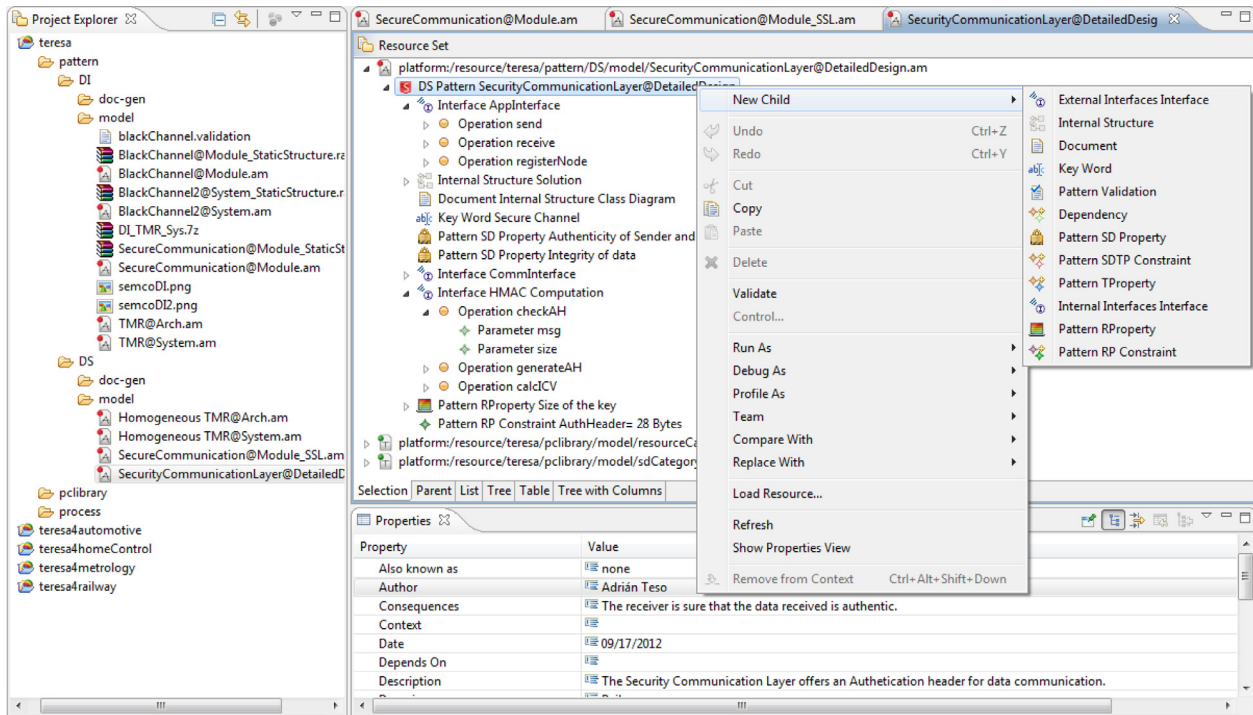 Project Explorer
teresa
pattern
DI
doc-gen
model
blackChannel.validation
BlackChannel@Module_StaticStructure.ra
BlackChannel@Module.am
BlackChannel2@System_StaticStructure.r
BlackChannel2@System.am
DI_TMR_Sys.7z
SecureCommunication@Module_StaticSt
SecureCommunication@Module.am
semcoDI.png
semcoDI2.png
TMR@Arch.am
TMR@System.am
DS
doc-gen
model
Homogeneous TMR@Arch.am
Homogeneous TMR@System.am
SecureCommunication@Module_SSL.am
SecurityCommunicationLayer@DetailedD
pclibrary
process
teresa4automotive
teresa4homeControl
teresa4metrology
teresa4railway
SecureCommunication@Module.am
SecureCommunication@Module_SSL.am
SecurityCommunicationLayer@DetailedDesig
Resource Set
platform:/resource/teresa/pattern/DS/model/SecurityCommunicationLayer@DetailedDesign.am
DS Pattern SecurityCommunicationLayer@DetailedDesign
Interface AppInterface
Operation send
Operation receive
Operation registerNode
Internal Structure Solution
Document Internal Structure Class Diagram
Key Word Secure Channel
Pattern SD Property Authenticity of Sender and
Pattern SD Property Integrity of data
Interface CommInterface
Interface HMAC Computation
Operation checkAH
Parameter msg
Parameter size
Operation generateAH
Operation calcICV
Pattern RProperty Size of the key
Pattern RP Constraint AuthHeader= 28 Bytes
platform:/resource/teresa/pclibrary/model/resourceCa
platform:/resource/teresa/pclibrary/model/sdCategory
Selection Parent List Tree Table Tree with Columns
New Child
Undo Ctrl+Z
Redo Ctrl+Y
Cut
Copy
Paste
Delete
Validate
Control...
Run As
Debug As
Profile As
Team
Compare With
Replace With
Load Resource...
Refresh
Show Properties View
Remove from Context Ctrl+Alt+Shift+Down
External Interfaces Interface
Internal Structure
Document
Key Word
Pattern Validation
Dependency
Pattern SD Property
Pattern SDTP Constraint
Pattern TProperty
Internal Interfaces Interface
Pattern RProperty
Pattern RP Constraint
Properties
Property Value
Also known as none
Author Adrián Teso
Consequences The receiver is sure that the data received is authentic.
Context
Date 09/17/2012
Depends On
Description The Security Communication Layer offers an Authetication header for data communication.